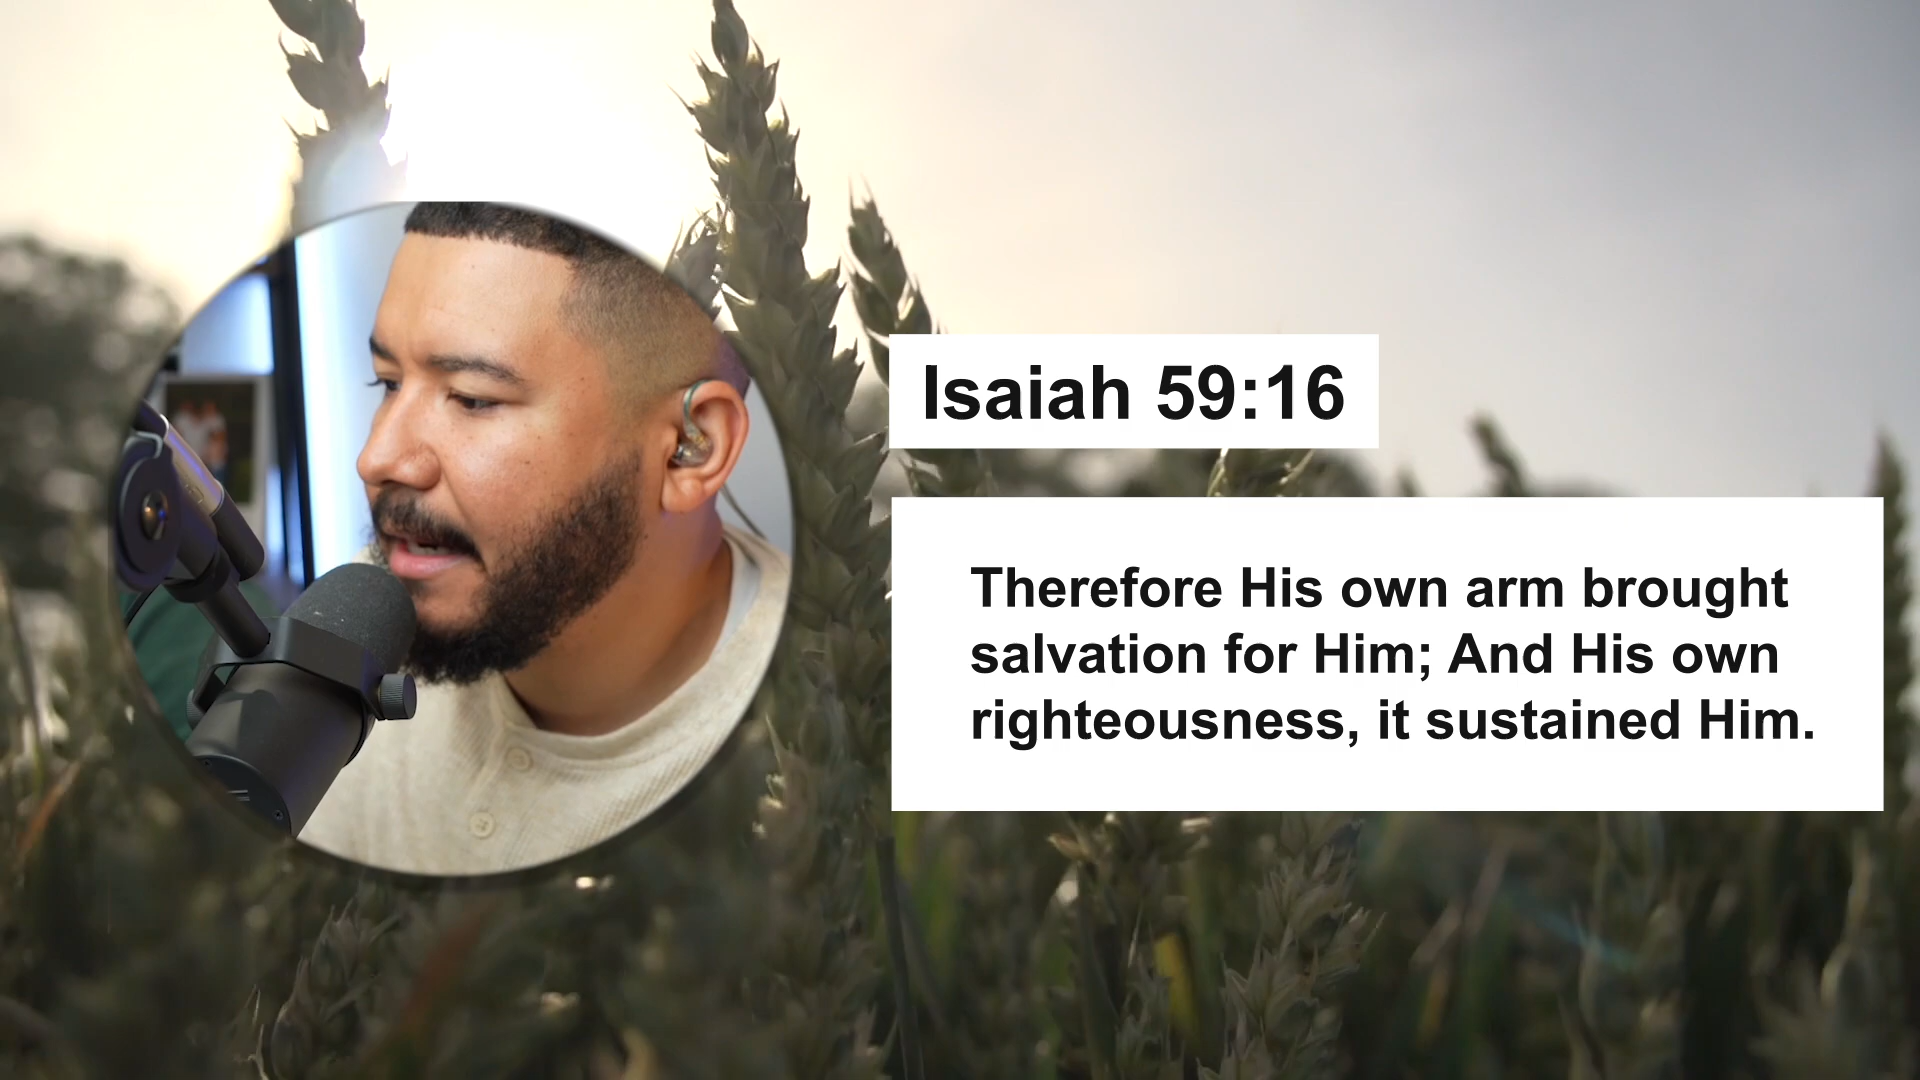 Isaiah 59:16
Therefore His own arm brought
salvation for Him; And His own
righteousness, it sustained Him.